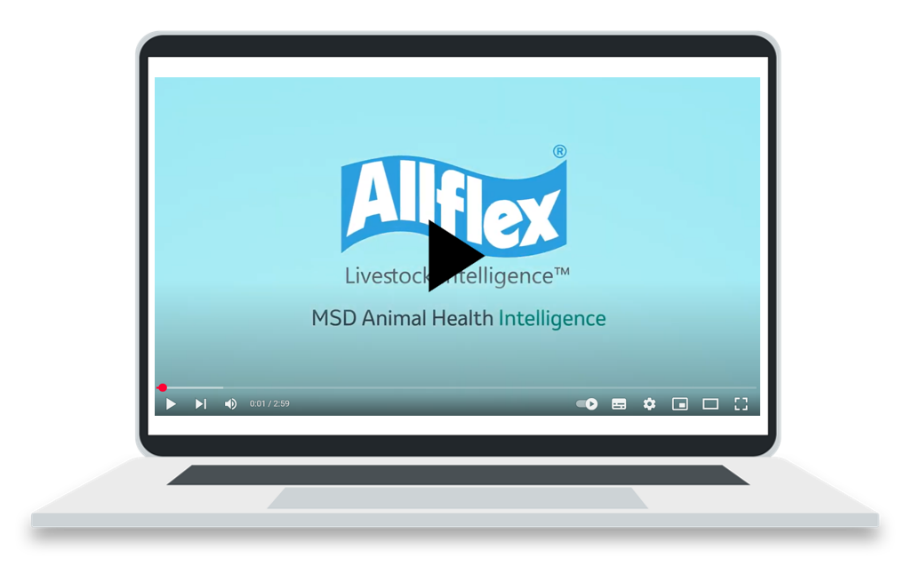 Allflex®
Livestock Intelligence™
MSD Animal Health Intelligence
0:01 / 2:59